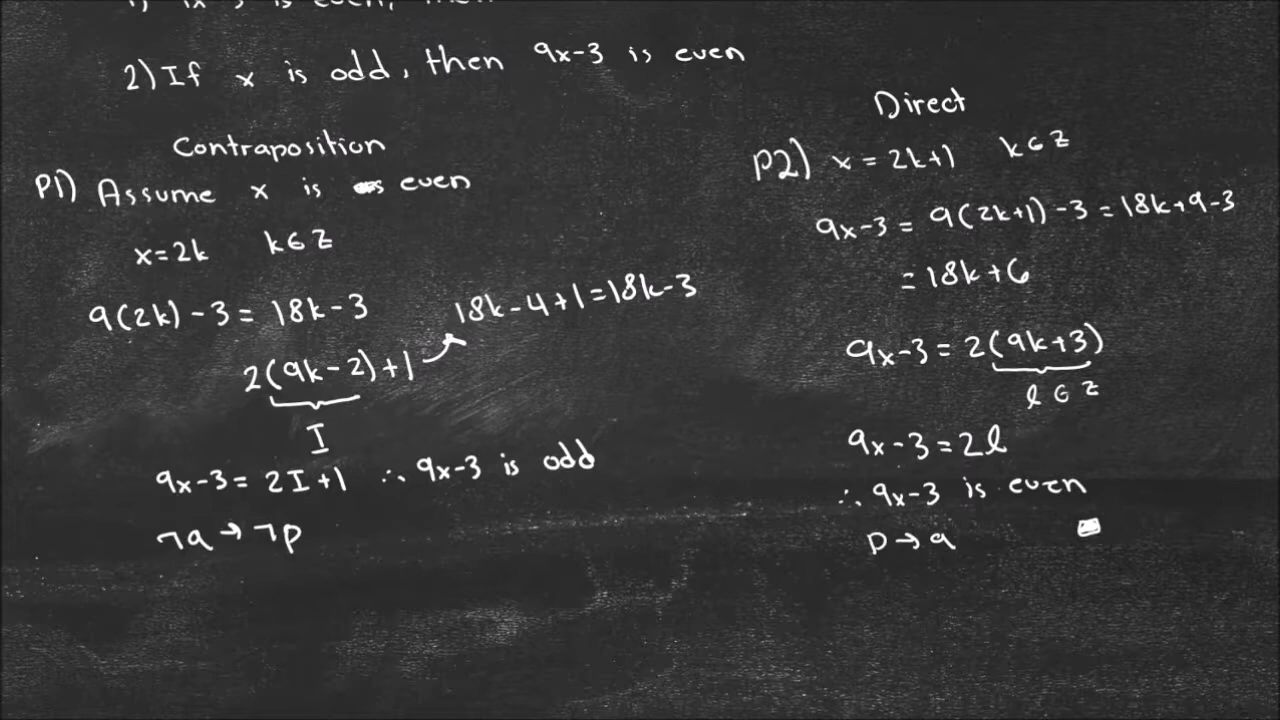 is even, then
2) If x is odd, then 9x-3 is even
Contraposition
P1) Assume x is even
x=2k k∈Z
9(2k)-3= 18k-3
18k-4+1=18k-3
2(9k-2)+1
I
9x-3= 2I+1 ∴ 9x-3 is odd
¬q→¬p
Direct
P2) x=2k+1 k∈Z
9x-3= 9(2k+1)-3=18k+9-3
= 18k+6
9x-3=2(9k+3)
l∈Z
9x-3=2l
∴ 9x-3 is even
p→q